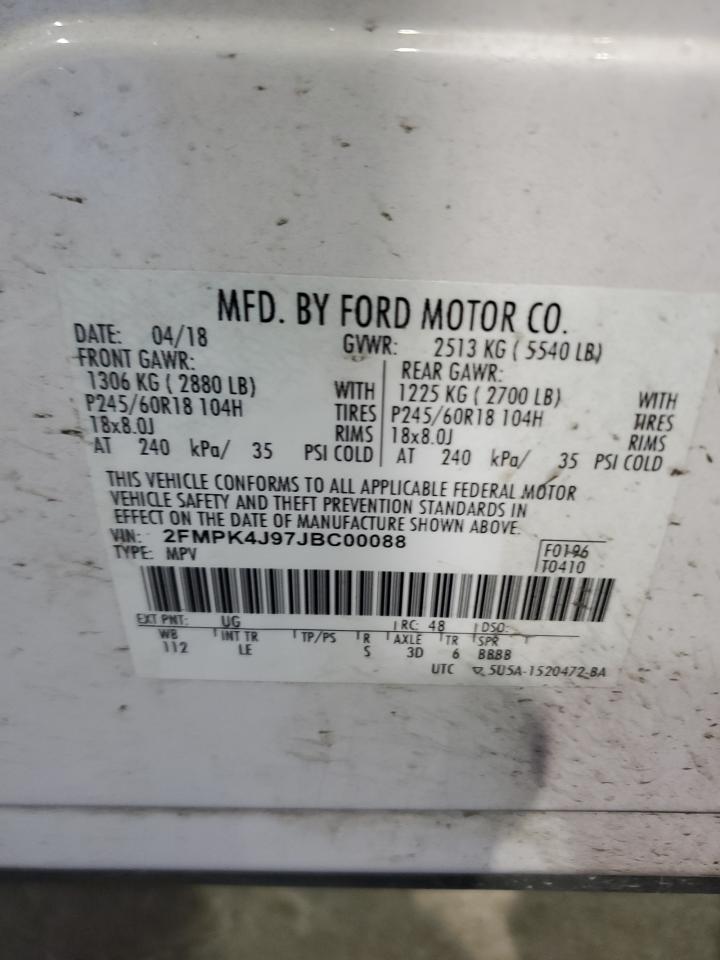 MFD. BY FORD MOTOR CO.
DATE: 04/18 GVWR: 2513 KG ( 5540 LB)
FRONT GAWR:
1306 KG ( 2880 LB) WITH
P245/60R18 104H TIRES
18x8.0J RIMS
AT 240 kPa/ 35 PSI COLD
REAR GAWR:
1225 KG ( 2700 LB) WITH
P245/60R18 104H TIRES
18x8.0J RIMS
AT 240 kPa/ 35 PSI COLD
THIS VEHICLE CONFORMS TO ALL APPLICABLE FEDERAL MOTOR
VEHICLE SAFETY AND THEFT PREVENTION STANDARDS IN
EFFECT ON THE DATE OF MANUFACTURE SHOWN ABOVE.
VIN: 2FMPK4J97JBC00088
TYPE: MPV
F0196
T0410
EXT PNT: UG RC: 48 DSO:
WB INT TR TP/PS R AXLE TR SPR
112 LE S 3D 6 BBBB
UTC 5U5A-1520472-BA